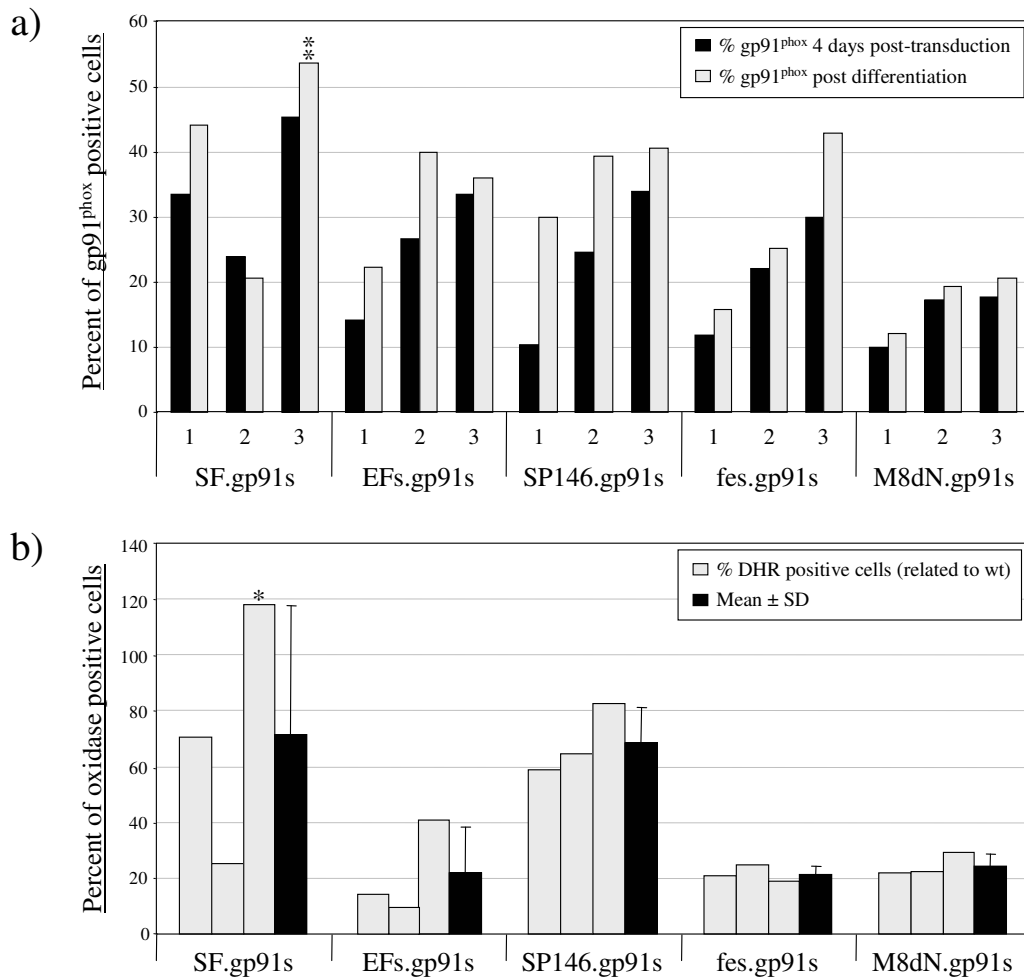 a)
Percent of gp91phox positive cells
60
50
40
30
20
10
0
**
% gp91phox 4 days post-transduction
% gp91phox post differentiation
1 2 3 1 2 3 1 2 3 1 2 3 1 2 3
SF.gp91s EFs.gp91s SP146.gp91s fes.gp91s M8dN.gp91s
b)
Percent of oxidase positive cells
140
120
100
80
60
40
20
0
*
% DHR positive cells (related to wt)
Mean ± SD
SF.gp91s EFs.gp91s SP146.gp91s fes.gp91s M8dN.gp91s